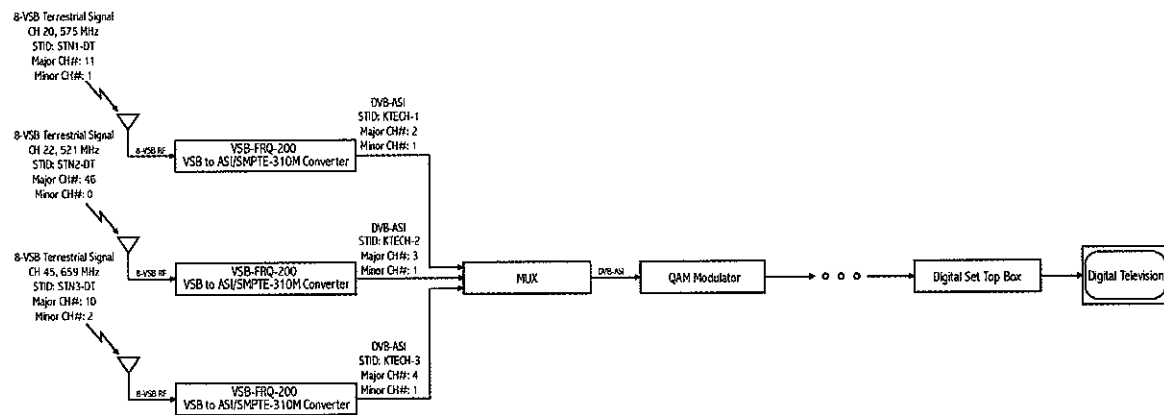 8-VSB Terrestrial Signal
CH 20, 575 MHz
STID: STN1-DT
Major CH#: 11
Minor CH#: 1
8-VSB RF
VSB-FRQ-200
VSB to ASI/SMPTE-310M Converter
DVB-ASI
STID: KTECH-1
Major CH#: 2
Minor CH#: 1
8-VSB Terrestrial Signal
CH 22, 521 MHz
STID: STN2-DT
Major CH#: 46
Minor CH#: 0
8-VSB RF
VSB-FRQ-200
VSB to ASI/SMPTE-310M Converter
DVB-ASI
STID: KTECH-2
Major CH#: 3
Minor CH#: 1
8-VSB Terrestrial Signal
CH 45, 659 MHz
STID: STN3-DT
Major CH#: 10
Minor CH#: 2
8-VSB RF
VSB-FRQ-200
VSB to ASI/SMPTE-310M Converter
DVB-ASI
STID: KTECH-3
Major CH#: 4
Minor CH#: 1
MUX
DVB-ASI
QAM Modulator
Digital Set Top Box
Digital Television